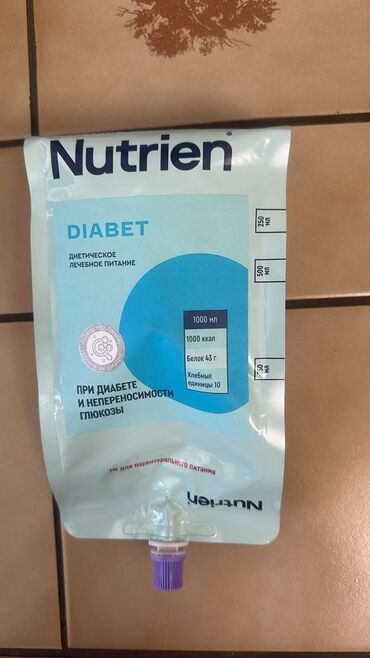 Nutrien®
DIABET
ДИЕТИЧЕСКОЕ
ЛЕЧЕБНОЕ ПИТАНИЕ
250
МЛ
500
МЛ
1000 мл
1000 ккал
Белок 43 г
Хлебные
единицы 10
МЛ
ПРИ ДИАБЕТЕ
И НЕПЕРЕНОСИМОСТИ
ГЛЮКОЗЫ
Не для парентерального питания
Nutrien